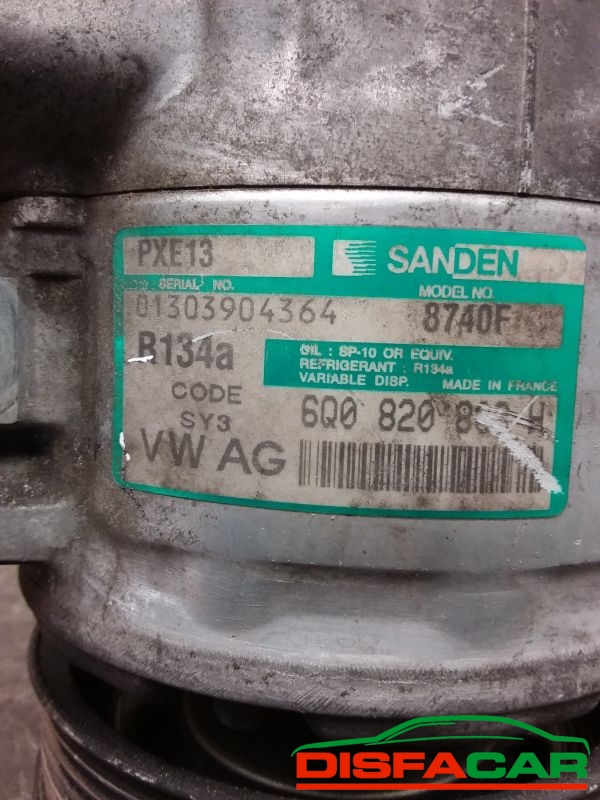 PXE13
SANDEN
SERIAL NO.
MODEL NO.
01303904364
8740F
R134a
OIL : SP-10 OR EQUIV.
REFRIGERANT : R134a
VARIABLE DISP. MADE IN FRANCE
CODE
SY3
6Q0 820 H
VW AG
DISFACAR